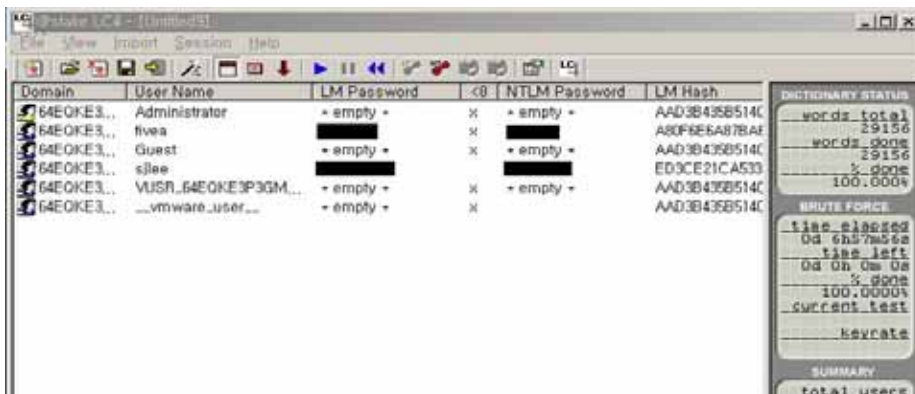 @stake LC4 - [Untitled5]
File View Import Session Help
Domain User Name LM Password <8 NTLM Password LM Hash
64EQKE3... Administrator * empty * x * empty * AAD3B435B514C
64EQKE3... fivea x A80F6E6A87BAE
64EQKE3... Guest * empty * x * empty * AAD3B435B514C
64EQKE3... sjlee ED3CE21CA533
64EQKE3... VUSR_64EQKE3P3GM... * empty * x * empty * AAD3B435B514C
64EQKE3... __vmware_user__ * empty * x AAD3B435B514C
DICTIONARY STATUS
words total
29156
words done
29156
% done
100.000%
BRUTE FORCE
time elapsed
0d 6h57m56s
time left
0d 0h 0m 0s
% done
100.0000%
current test
keyrate
SUMMARY
total users